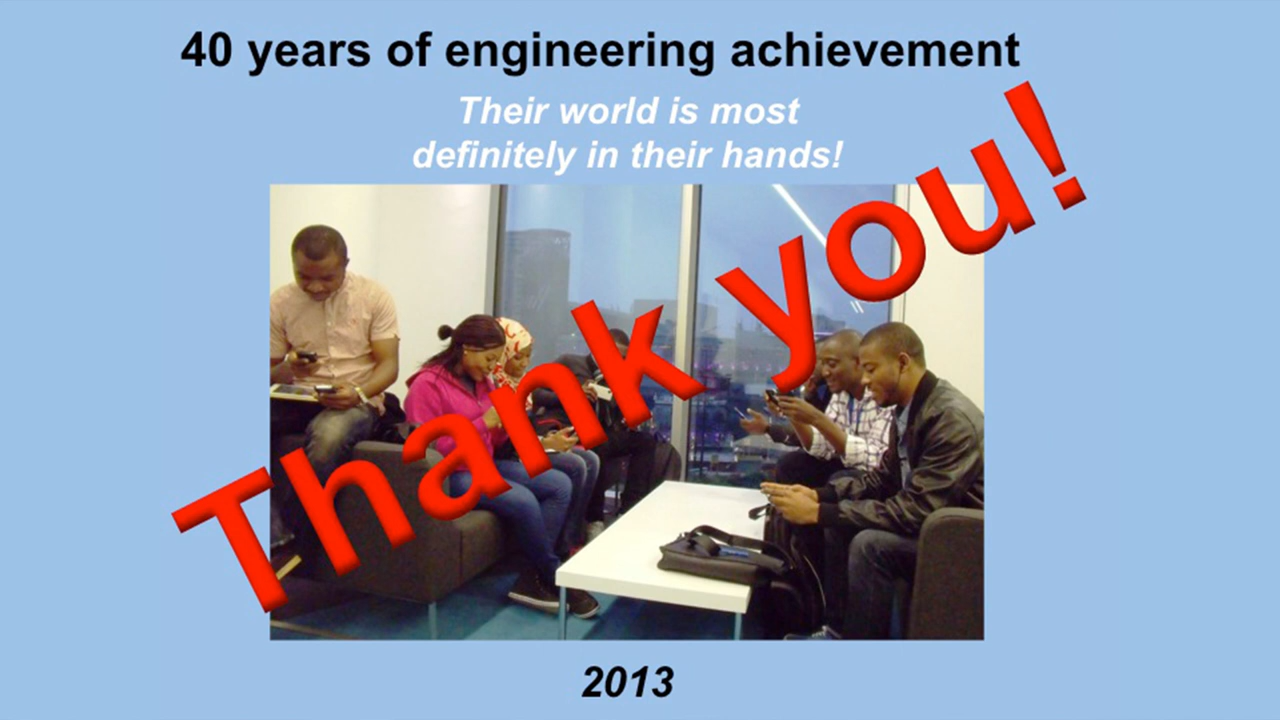 40 years of engineering achievement
Their world is most
definitely in their hands!
Thank you!
2013